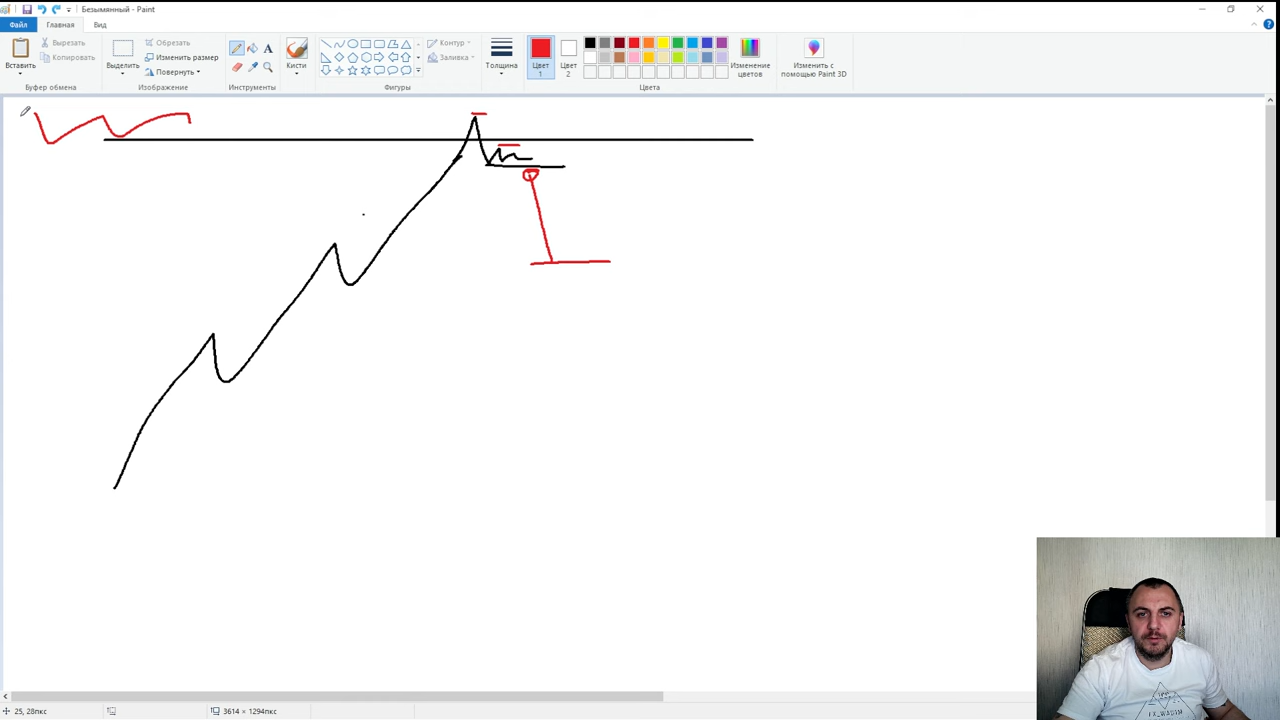 Безымянный - Paint
Файл Главная Вид
Вставить
Вырезать
Копировать
Буфер обмена
Выделить
Обрезать
Изменить размер
Повернуть
Изображение
A
Инструменты
Кисти
Контур
Заливка
Фигуры
Толщина
Цвет 1
Цвет 2
Цвета
Изменение цветов
Изменить с помощью Paint 3D
25, 28пкс
3614 × 1294пкс